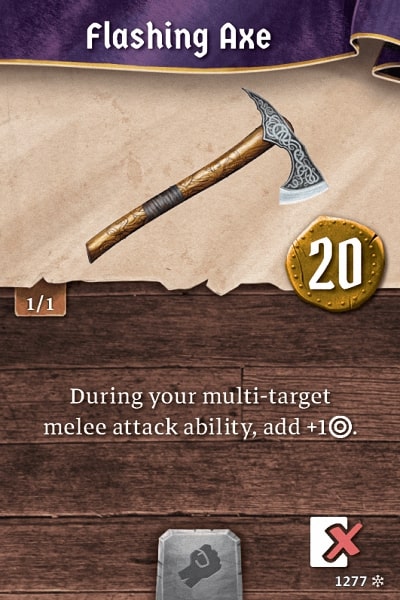 Flashing Axe
20
1/1
During your multi-target
melee attack ability, add +1◎.
1277